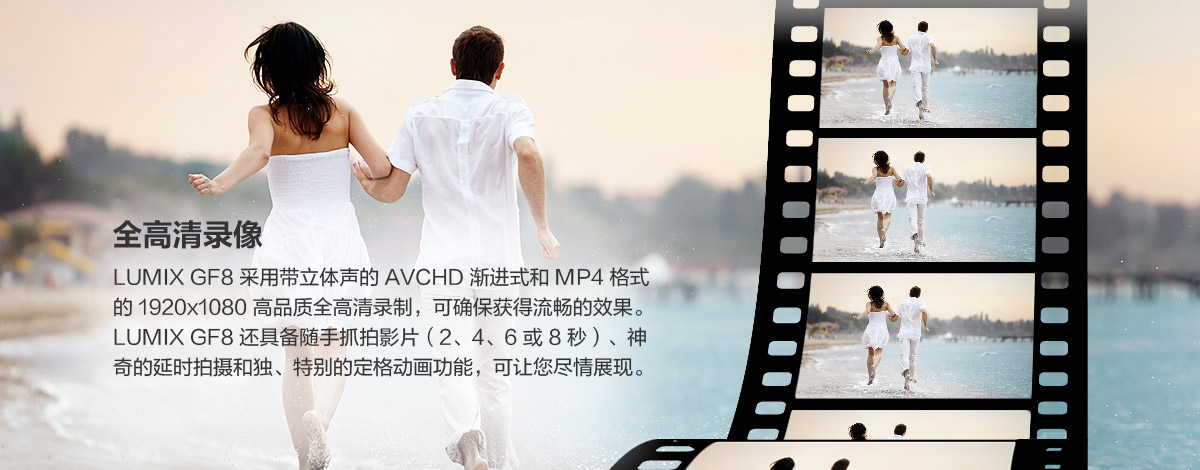 全高清录像
LUMIX GF8 采用带立体声的 AVCHD 渐进式和 MP4 格式
的 1920x1080 高品质全高清录制，可确保获得流畅的效果。
LUMIX GF8 还具备随手抓拍影片（2、4、6 或 8 秒）、神
奇的延时拍摄和独、特别的定格动画功能，可让您尽情展现。